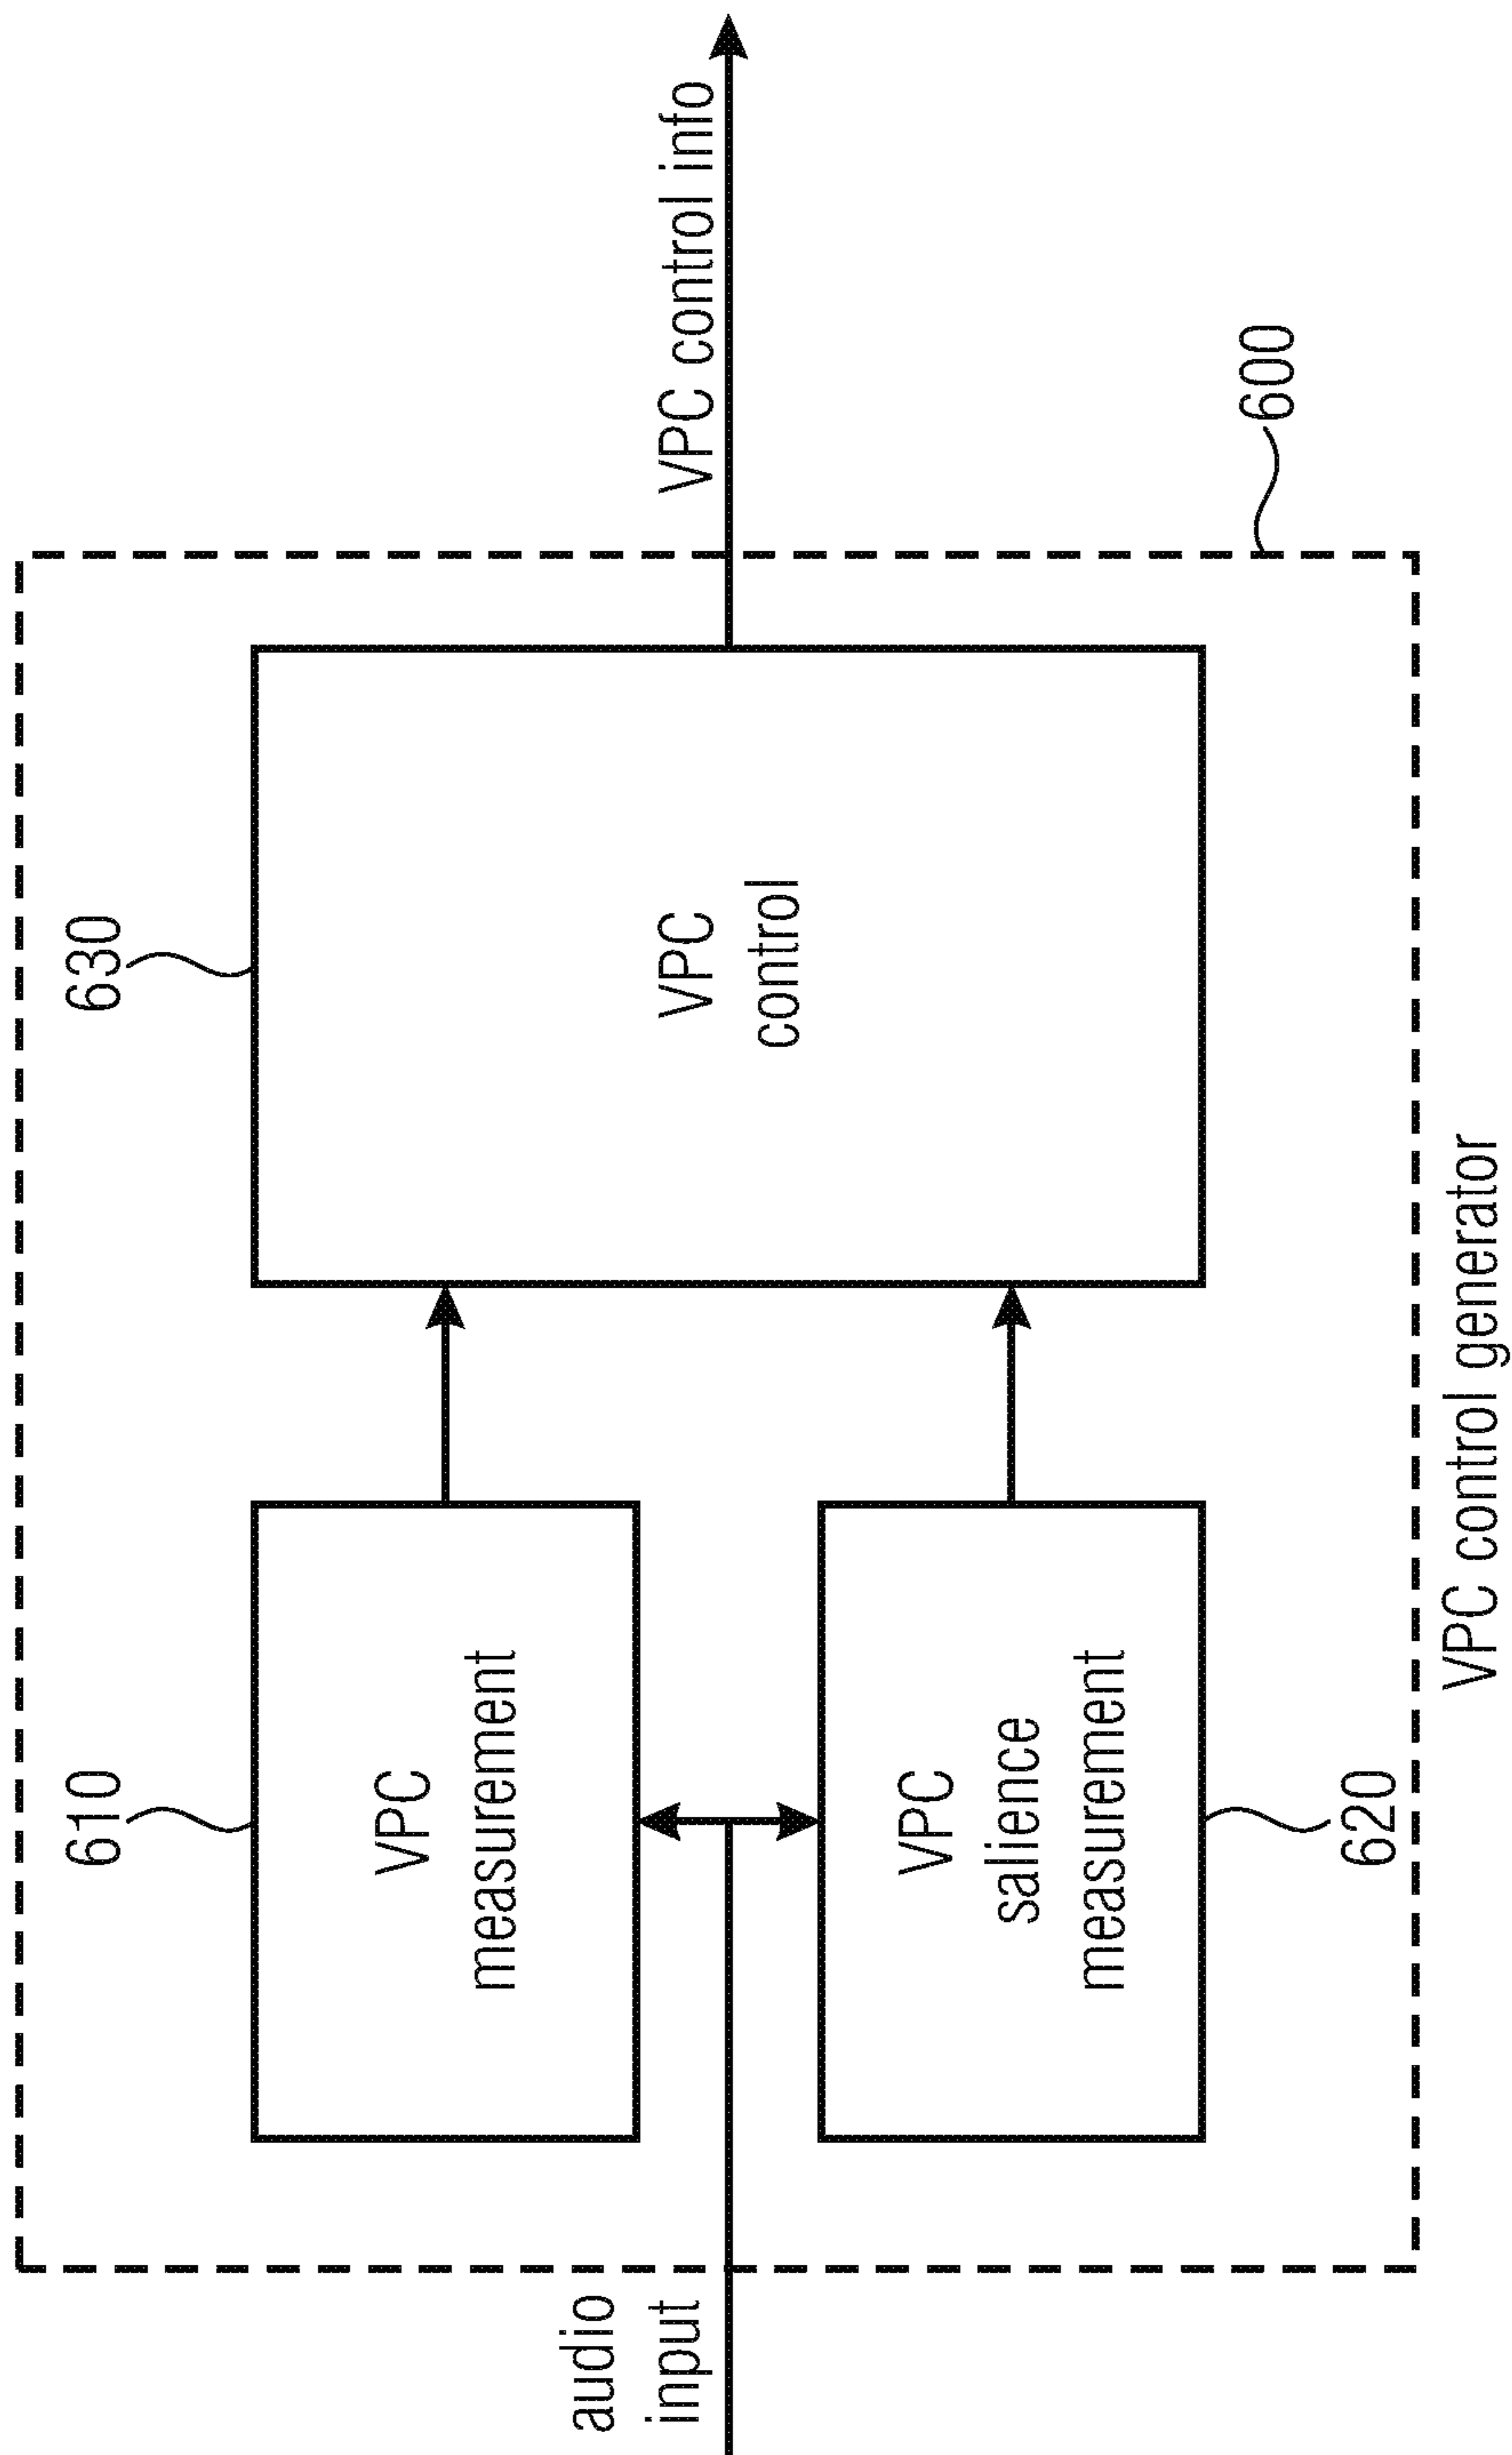 audio
input
610
VPC
measurement
VPC
salience
measurement
620
630
VPC
control
VPC control info
600
VPC control generator